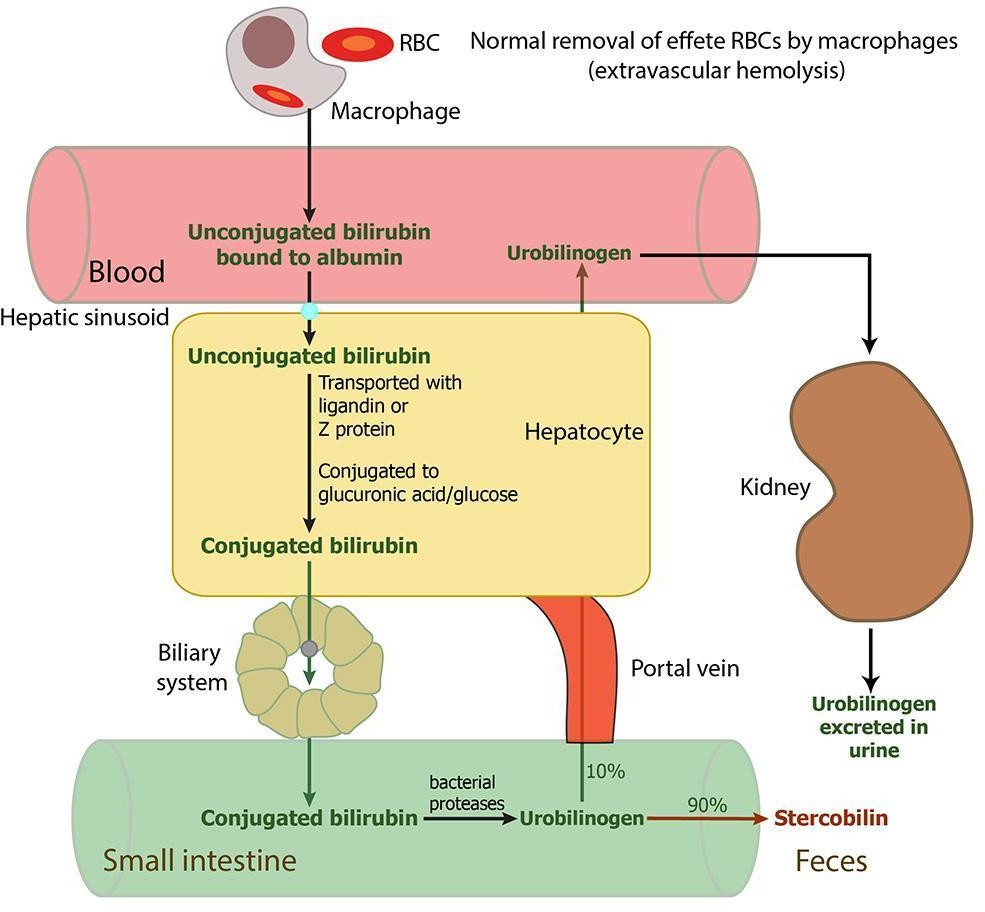 RBC
Normal removal of effete RBCs by macrophages
(extravascular hemolysis)
Macrophage
Unconjugated bilirubin
bound to albumin
Urobilinogen
Blood
Hepatic sinusoid
Unconjugated bilirubin
Transported with
ligandin or
Z protein
Hepatocyte
Conjugated to
glucuronic acid/glucose
Kidney
Conjugated bilirubin
Biliary
system
Portal vein
Urobilinogen
excreted in
urine
10%
bacterial
proteases
90%
Conjugated bilirubin
Urobilinogen
Stercobilin
Small intestine
Feces